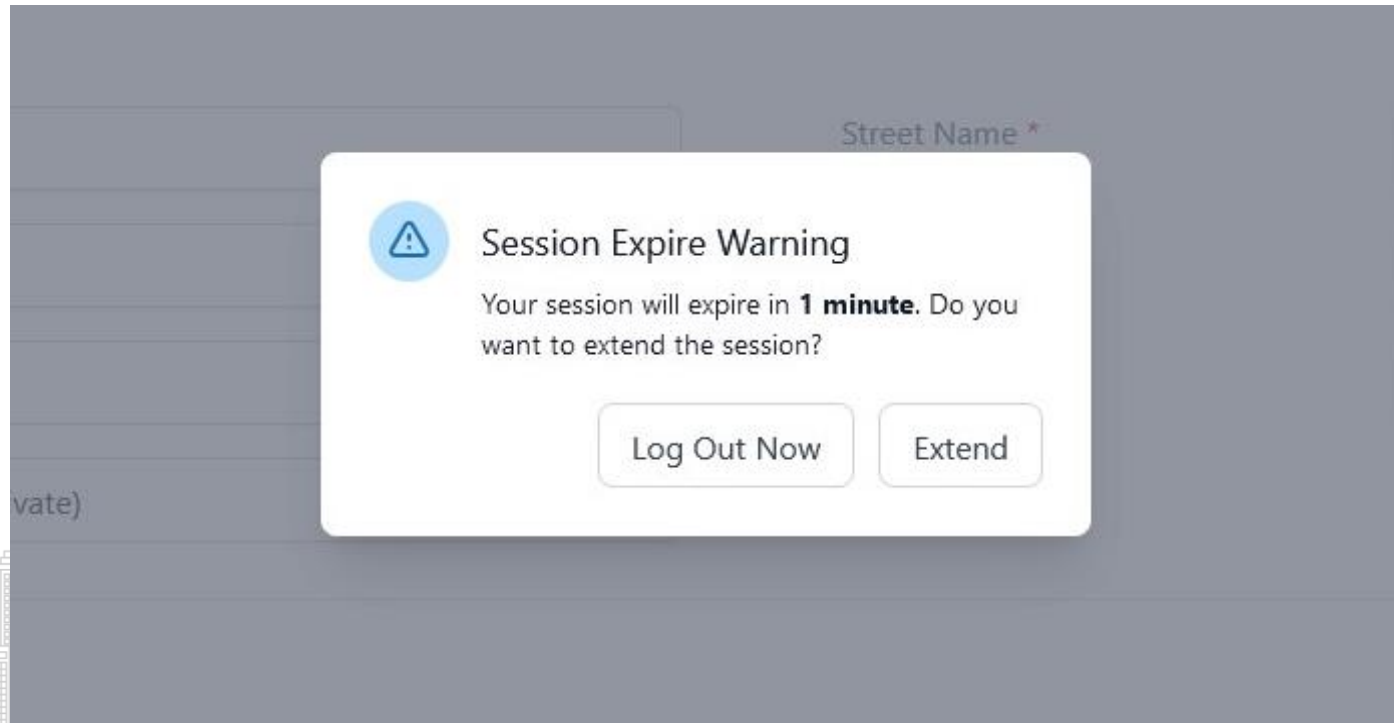 Street Name *
Session Expire Warning
Your session will expire in 1 minute. Do you
want to extend the session?
Log Out Now
Extend
vate)